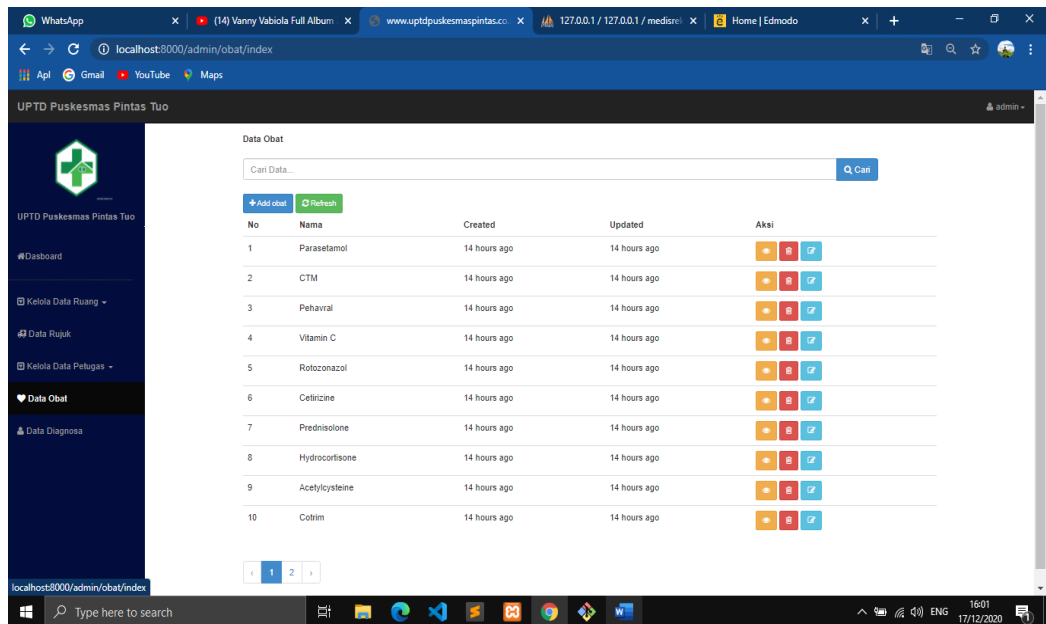 WhatsApp
(14) Vanny Vabiola Full Album
www.uptdpuskesmaspintas.co
127.0.0.1 / 127.0.0.1 / medisrek
Home | Edmodo
localhost:8000/admin/obat/index
Apl Gmail YouTube Maps
UPTD Puskesmas Pintas Tuo
admin
UPTD Puskesmas Pintas Tuo
Dasboard
Kelola Data Ruang
Data Rujuk
Kelola Data Petugas
Data Obat
Data Diagnosa
Data Obat
Cari Data...
Cari
Add obat
Refresh
No Nama Created Updated Aksi
1 Parasetamol 14 hours ago 14 hours ago
2 CTM 14 hours ago 14 hours ago
3 Pehavral 14 hours ago 14 hours ago
4 Vitamin C 14 hours ago 14 hours ago
5 Rotozonazol 14 hours ago 14 hours ago
6 Cetirizine 14 hours ago 14 hours ago
7 Prednisolone 14 hours ago 14 hours ago
8 Hydrocortisone 14 hours ago 14 hours ago
9 Acetylcysteine 14 hours ago 14 hours ago
10 Cotrim 14 hours ago 14 hours ago
‹ 1 2 ›
localhost:8000/admin/obat/index
Type here to search
ENG
16:01
17/12/2020